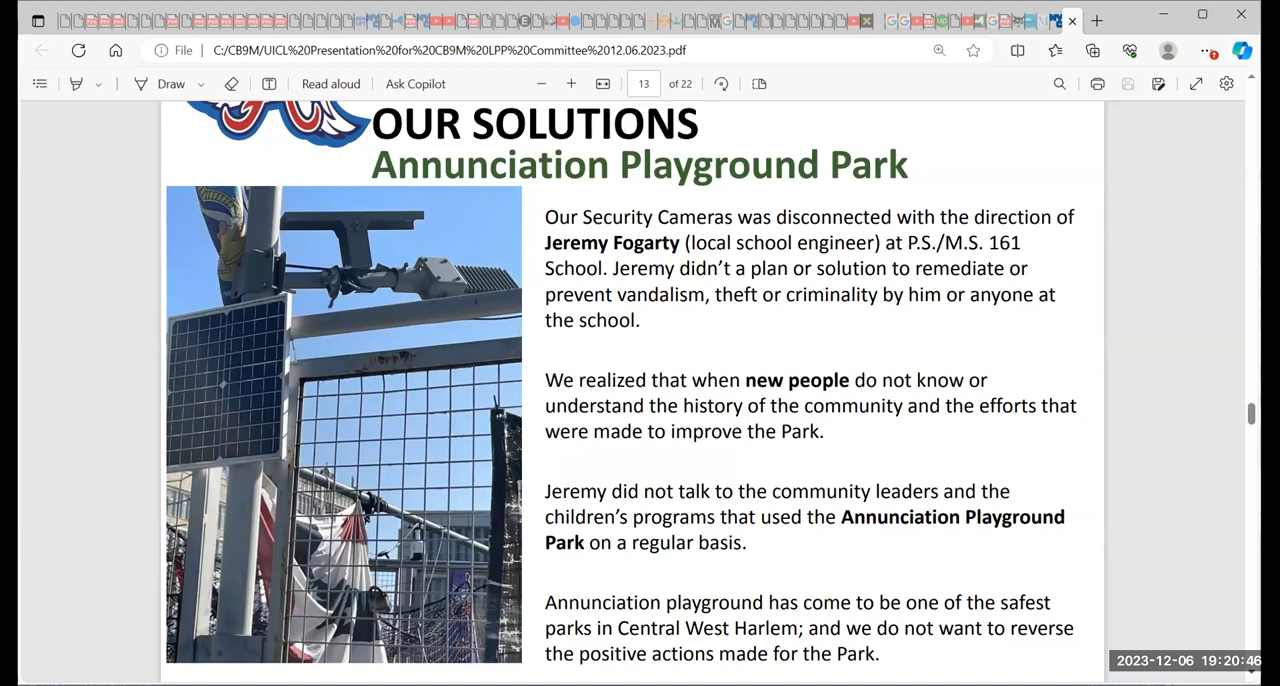 File
C:/CB9M/UICL%20Presentation%20for%20CB9M%20LPP%20Committee%2012.06.2023.pdf
Draw
Read aloud
Ask Copilot
13 of 22
OUR SOLUTIONS
Annunciation Playground Park
Our Security Cameras was disconnected with the direction of
Jeremy Fogarty (local school engineer) at P.S./M.S. 161
School. Jeremy didn't a plan or solution to remediate or
prevent vandalism, theft or criminality by him or anyone at
the school.
We realized that when new people do not know or
understand the history of the community and the efforts that
were made to improve the Park.
Jeremy did not talk to the community leaders and the
children's programs that used the Annunciation Playground
Park on a regular basis.
Annunciation playground has come to be one of the safest
parks in Central West Harlem; and we do not want to reverse
the positive actions made for the Park.
2023-12-06 19:20:46